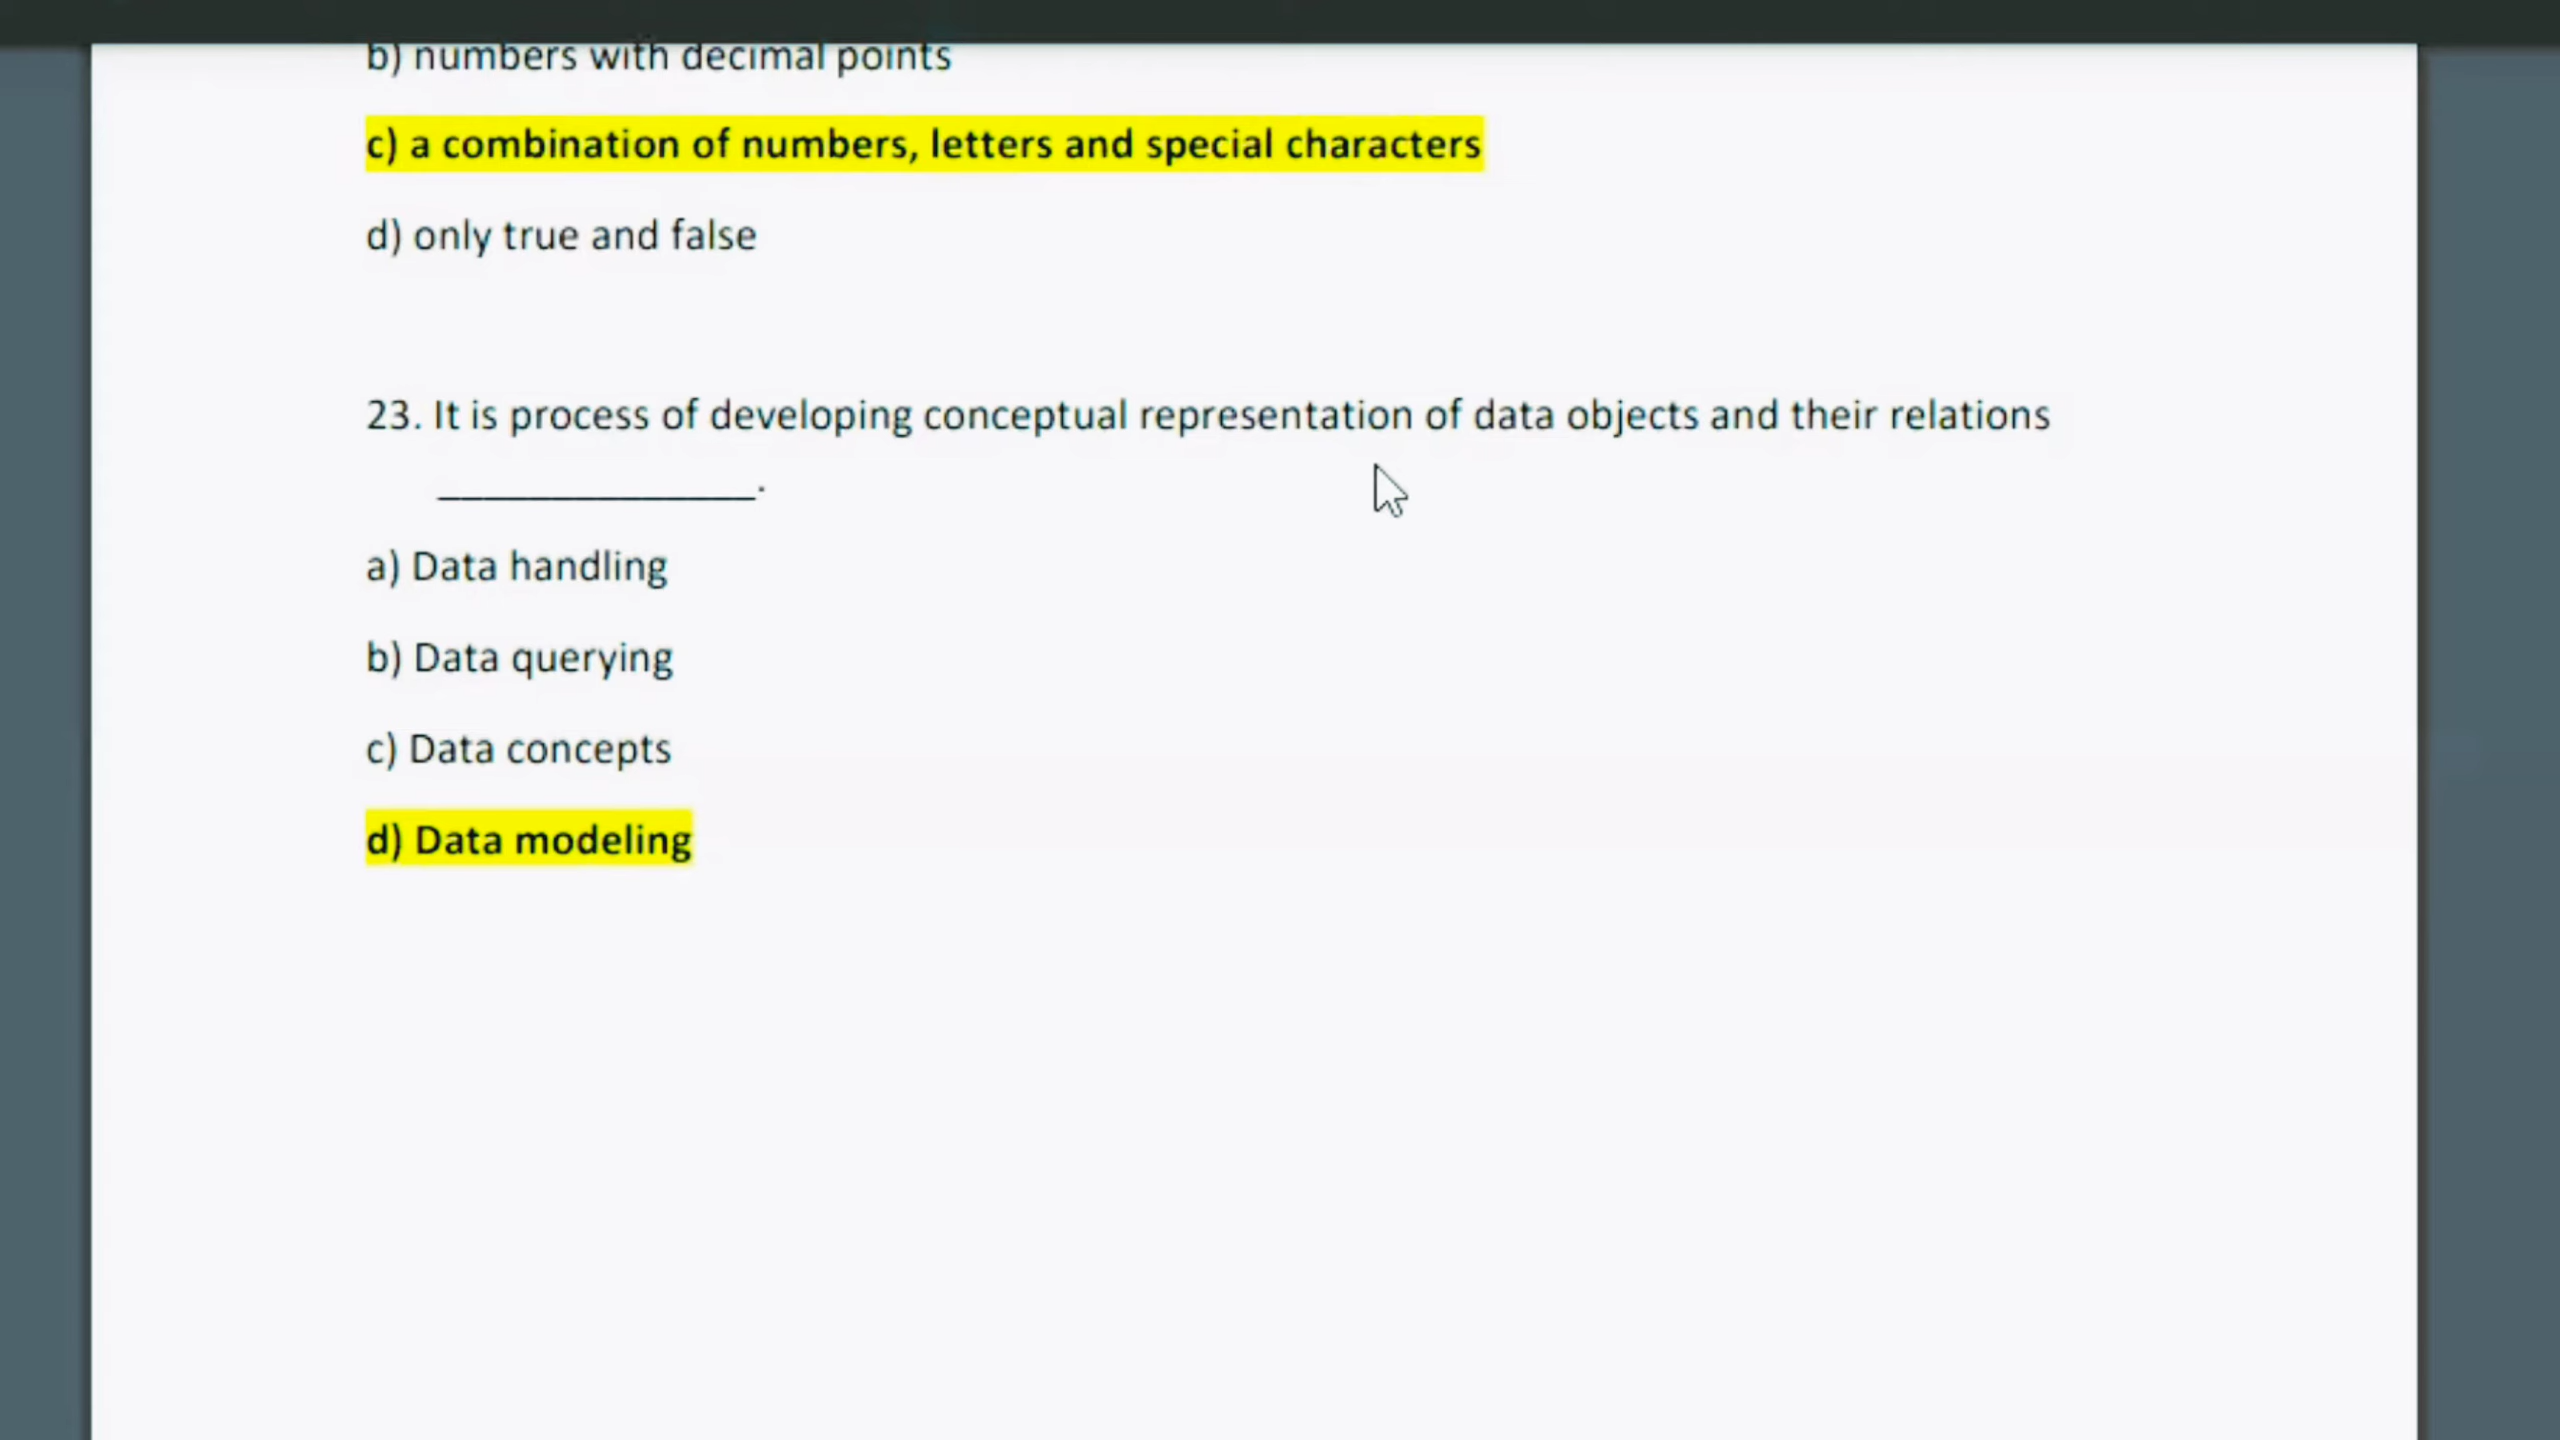 b) numbers with decimal points
c) a combination of numbers, letters and special characters
d) only true and false
23. It is process of developing conceptual representation of data objects and their relations
______________.
a) Data handling
b) Data querying
c) Data concepts
d) Data modeling